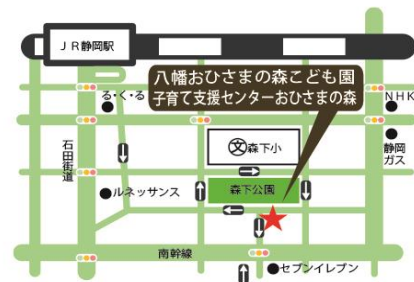 JR静岡駅
八幡おひさまの森こども園
子育て支援センターおひさまの森
る・く・る
NHK
静岡
ガス
文森下小
石田街道
ルネッサンス
森下公園
南幹線
セブンイレブン